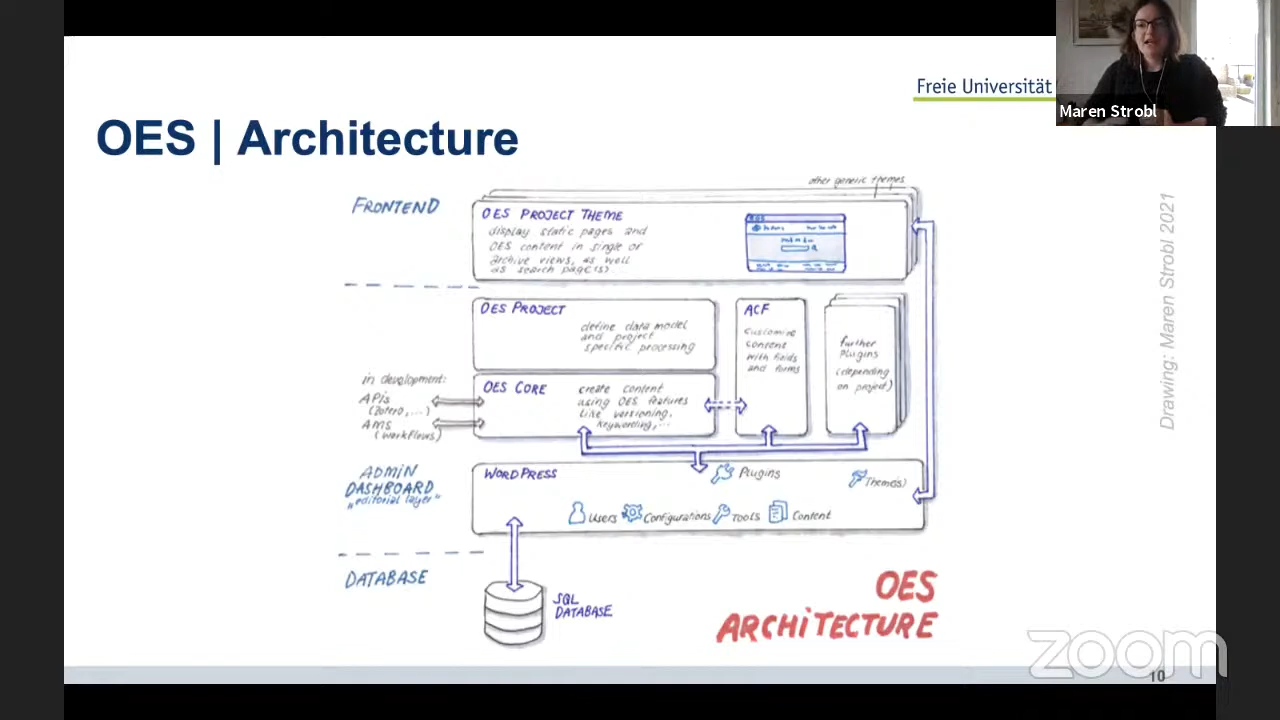 Freie Universität
Maren Strobl
OES | Architecture
other generic themes
FRONTEND
OES PROJECT THEME
display static pages and
OES content in single or
archive views, as well
as search page(s)...
OES PROJECT
define data model
and project
specific processing
ACF
customize
content
with fields
and forms
further
plugins
(depending
on project)
in development:
APIs
(Zotero,...)
AMS
(workflows)
OES CORE
create content
using OES features
like versioning,
keywording,...
ADMIN
DASHBOARD
"editorial layer"
WORDPRESS
Plugins
Theme(s)
Users
Configurations
Tools
Content
DATABASE
SQL
DATABASE
OES
ARCHITECTURE
Drawing: Maren Strobl 2021
zoom
10